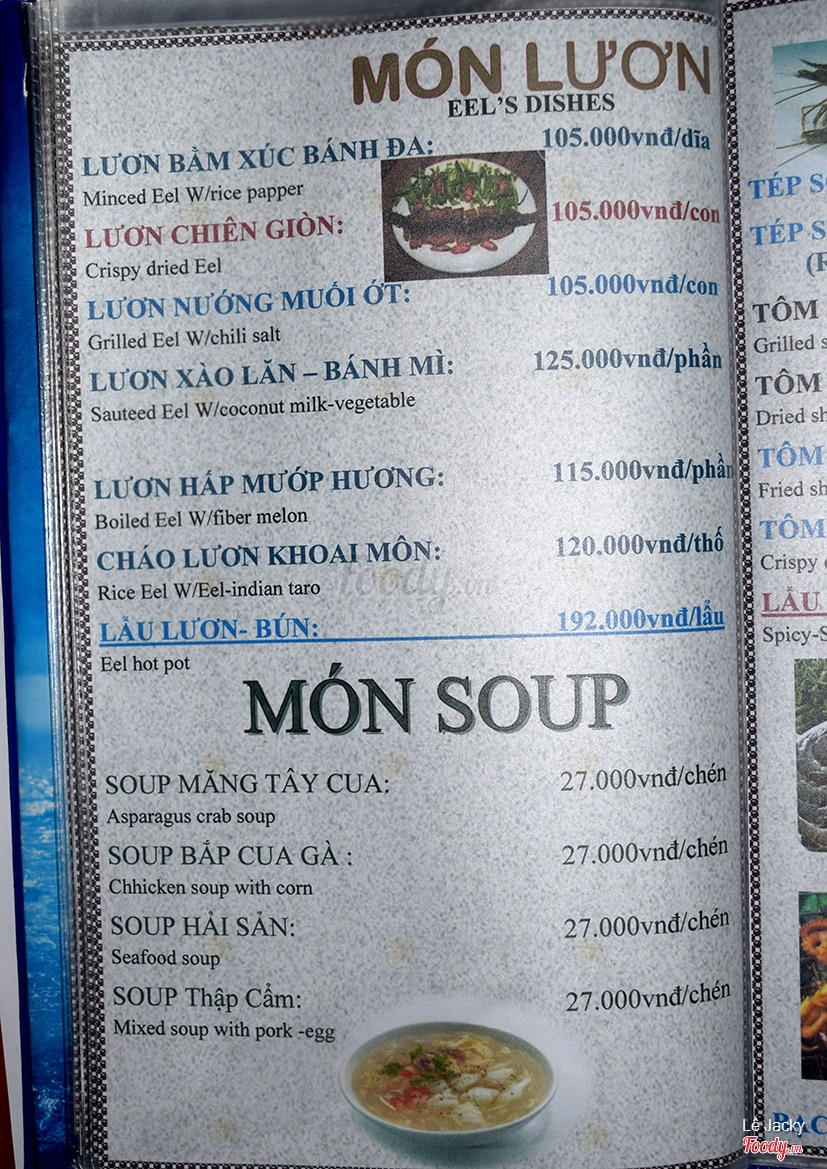 MÓN LƯƠN
EEL'S DISHES
LƯƠN BẰM XÚC BÁNH ĐA: 105.000vnđ/dĩa
Minced Eel W/rice papper
LƯƠN CHIÊN GIÒN: 105.000vnđ/con
Crispy dried Eel
LƯƠN NƯỚNG MUỐI ỚT: 105.000vnđ/con
Grilled Eel W/chili salt
LƯƠN XÀO LĂN – BÁNH MÌ: 125.000vnđ/phần
Sauteed Eel W/coconut milk-vegetable
LƯƠN HẤP MƯỚP HƯƠNG: 115.000vnđ/phần
Boiled Eel W/fiber melon
CHÁO LƯƠN KHOAI MÔN: 120.000vnđ/thố
Rice Eel W/Eel-indian taro
LẨU LƯƠN- BÚN: 192.000vnđ/lẩu
Eel hot pot
MÓN SOUP
SOUP MĂNG TÂY CUA: 27.000vnđ/chén
Asparagus crab soup
SOUP BẮP CUA GÀ : 27.000vnđ/chén
Chhicken soup with corn
SOUP HẢI SẢN: 27.000vnđ/chén
Seafood soup
SOUP Thập Cẩm: 27.000vnđ/chén
Mixed soup with pork -egg
TÉP
TÉP
TÔM
Grilled
TÔM
Dried
TÔM
Fried
TÔM
Crispy
LẨU
foody.vn
Lê Jacky
Foody.vn